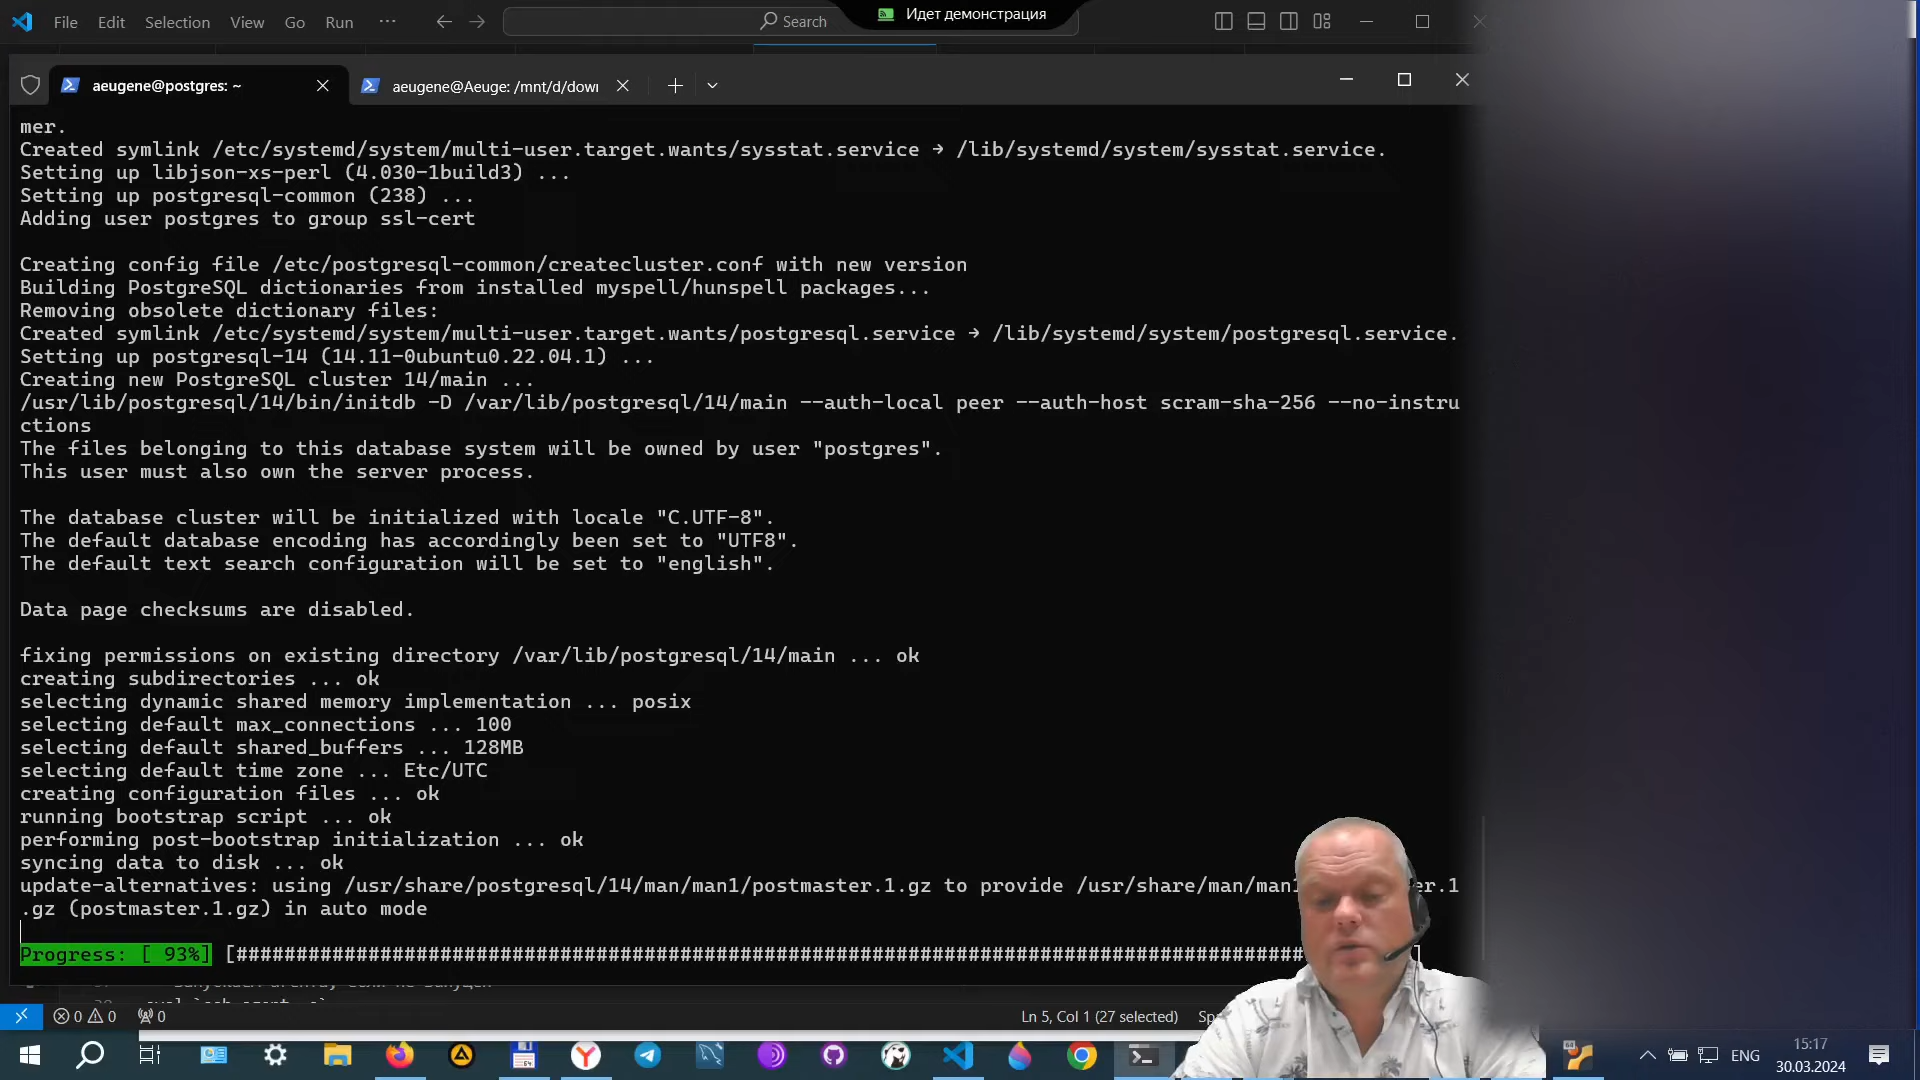 File Edit Selection View Go Run ··· Search
Идет демонстрация
aeugene@postgres: ~
aeugene@Aeuge: /mnt/d/dow
mer.
Created symlink /etc/systemd/system/multi-user.target.wants/sysstat.service → /lib/systemd/system/sysstat.service.
Setting up libjson-xs-perl (4.030-1build3) ...
Setting up postgresql-common (238) ...
Adding user postgres to group ssl-cert
Creating config file /etc/postgresql-common/createcluster.conf with new version
Building PostgreSQL dictionaries from installed myspell/hunspell packages...
Removing obsolete dictionary files:
Created symlink /etc/systemd/system/multi-user.target.wants/postgresql.service → /lib/systemd/system/postgresql.service.
Setting up postgresql-14 (14.11-0ubuntu0.22.04.1) ...
Creating new PostgreSQL cluster 14/main ...
/usr/lib/postgresql/14/bin/initdb -D /var/lib/postgresql/14/main --auth-local peer --auth-host scram-sha-256 --no-instru
ctions
The files belonging to this database system will be owned by user "postgres".
This user must also own the server process.
The database cluster will be initialized with locale "C.UTF-8".
The default database encoding has accordingly been set to "UTF8".
The default text search configuration will be set to "english".
Data page checksums are disabled.
fixing permissions on existing directory /var/lib/postgresql/14/main ... ok
creating subdirectories ... ok
selecting dynamic shared memory implementation ... posix
selecting default max_connections ... 100
selecting default shared_buffers ... 128MB
selecting default time zone ... Etc/UTC
creating configuration files ... ok
running bootstrap script ... ok
performing post-bootstrap initialization ... ok
syncing data to disk ... ok
update-alternatives: using /usr/share/postgresql/14/man/man1/postmaster.1.gz to provide /usr/share/man/man1 er.1
.gz (postmaster.1.gz) in auto mode
Progress: [ 93%] [#########################################################################################
0 0 0 Ln 5, Col 1 (27 selected)
ENG 15:17
30.03.2024